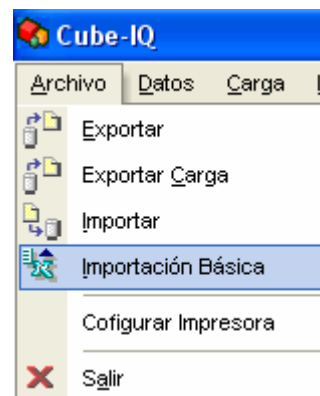 Cube-IQ
Archivo Datos Carga
Exportar
Exportar Carga
Importar
Importación Básica
Cofigurar Impresora
Salir